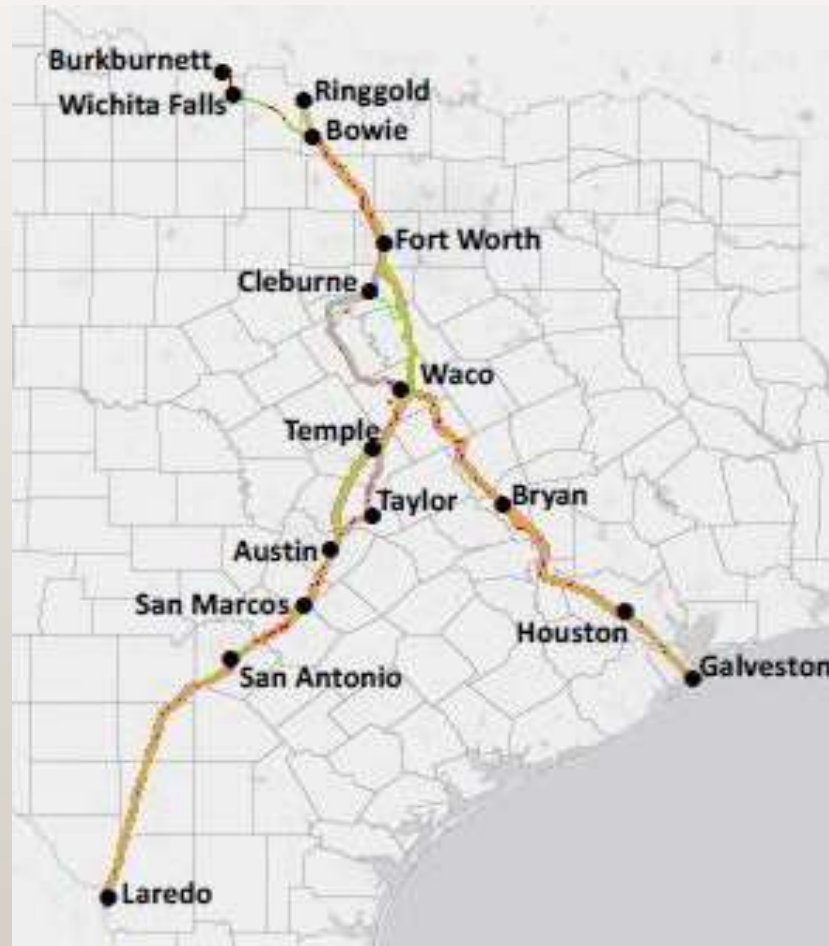 Burkburnett
Ringgold
Wichita Falls
Bowie
Fort Worth
Cleburne
Waco
Temple
Bryan
Taylor
Austin
San Marcos
Houston
Galveston
San Antonio
Laredo